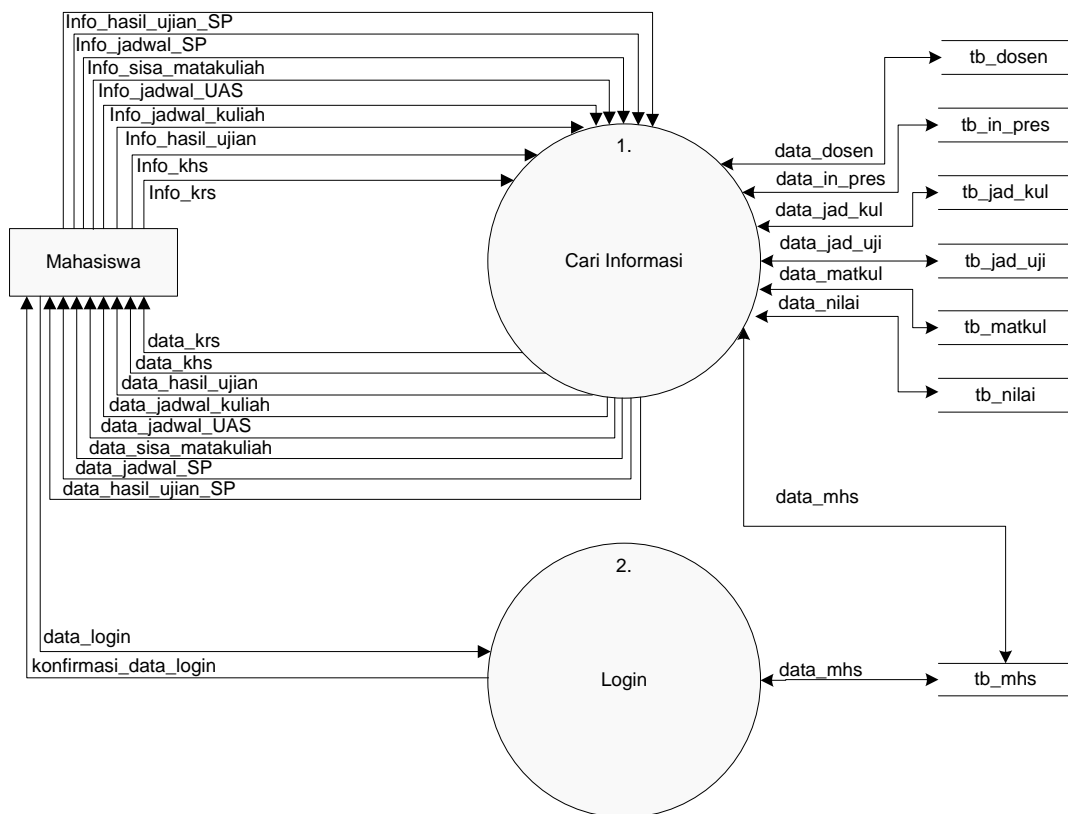 Info_hasil_ujian_SP
Info_jadwal_SP
Info_sisa_matakuliah
Info_jadwal_UAS
Info_jadwal_kuliah
Info_hasil_ujian
Info_khs
Info_krs
Mahasiswa
1.
Cari Informasi
data_dosen
data_in_pres
data_jad_kul
data_jad_uji
data_matkul
data_nilai
tb_dosen
tb_in_pres
tb_jad_kul
tb_jad_uji
tb_matkul
tb_nilai
data_krs
data_khs
data_hasil_ujian
data_jadwal_kuliah
data_jadwal_UAS
data_sisa_matakuliah
data_jadwal_SP
data_hasil_ujian_SP
data_mhs
2.
Login
data_login
konfirmasi_data_login
data_mhs
tb_mhs